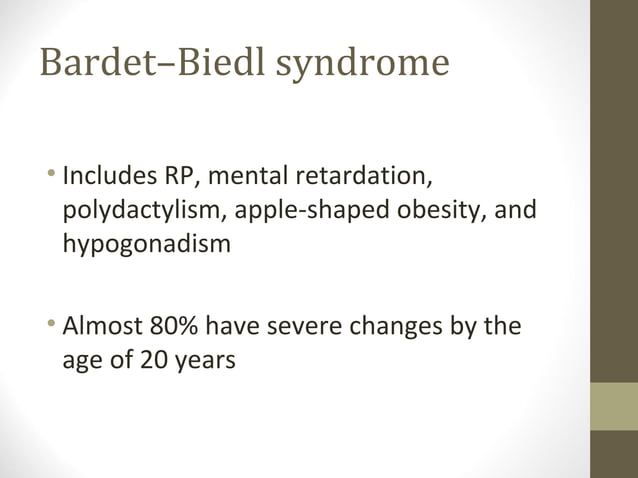 Bardet–Biedl syndrome
• Includes RP, mental retardation,
polydactylism, apple-shaped obesity, and
hypogonadism
• Almost 80% have severe changes by the
age of 20 years